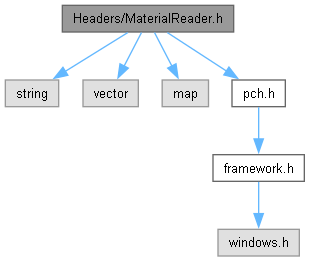 Headers/MaterialReader.h
string
vector
map
pch.h
framework.h
windows.h